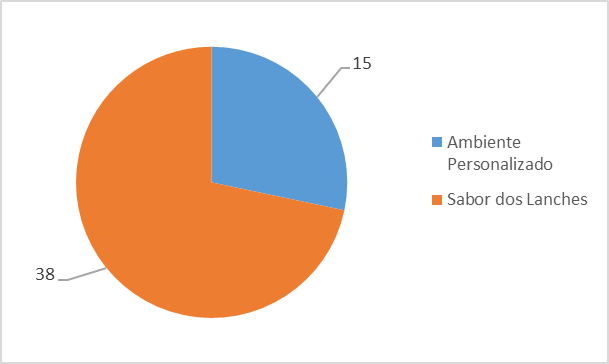 15
Ambiente
Personalizado
Sabor dos Lanches
38